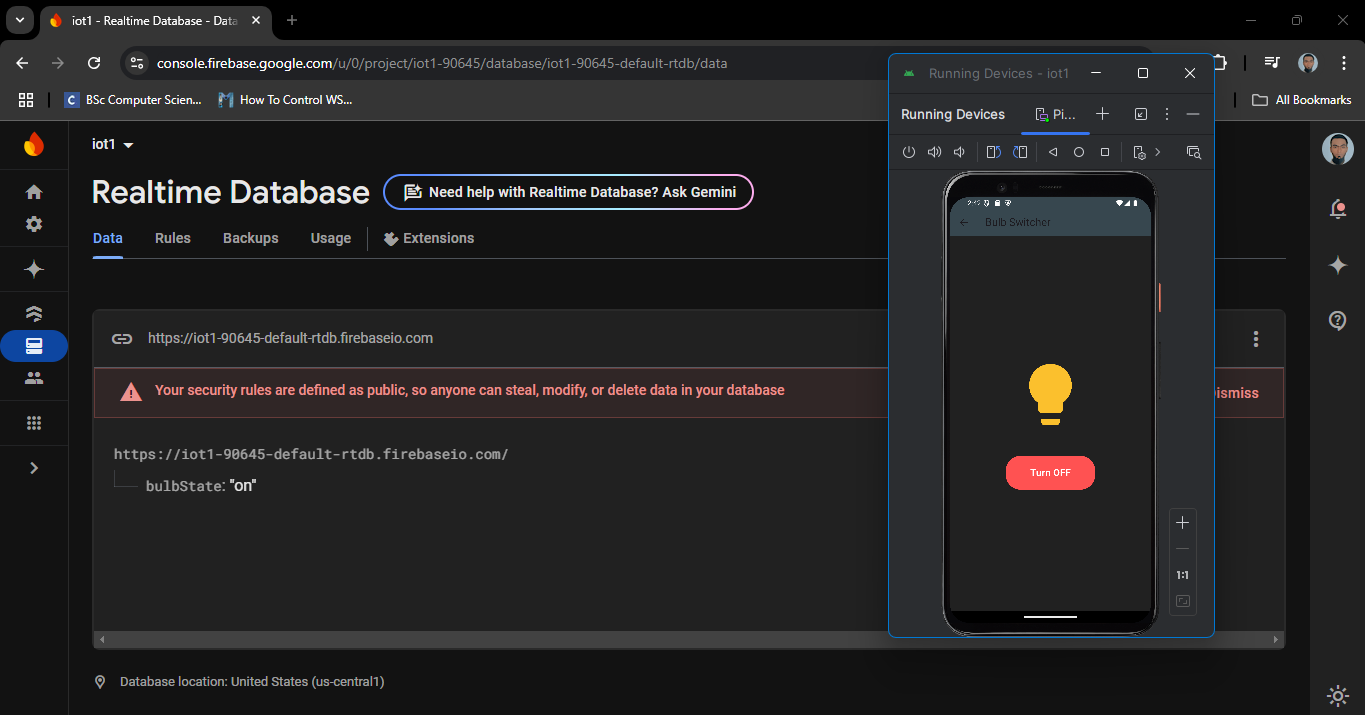 iot1 - Realtime Database - Data
console.firebase.google.com/u/0/project/iot1-90645/database/iot1-90645-default-rtdb/data
BSc Computer Scien...
How To Control WS...
All Bookmarks
iot1
Realtime Database
Need help with Realtime Database? Ask Gemini
Data
Rules
Backups
Usage
Extensions
https://iot1-90645-default-rtdb.firebaseio.com
Your security rules are defined as public, so anyone can steal, modify, or delete data in your database
ismiss
https://iot1-90645-default-rtdb.firebaseio.com/
bulbState: "on"
Database location: United States (us-central1)
Running Devices - iot1
Running Devices
Pi...
Bulb Switcher
Turn OFF
1:1